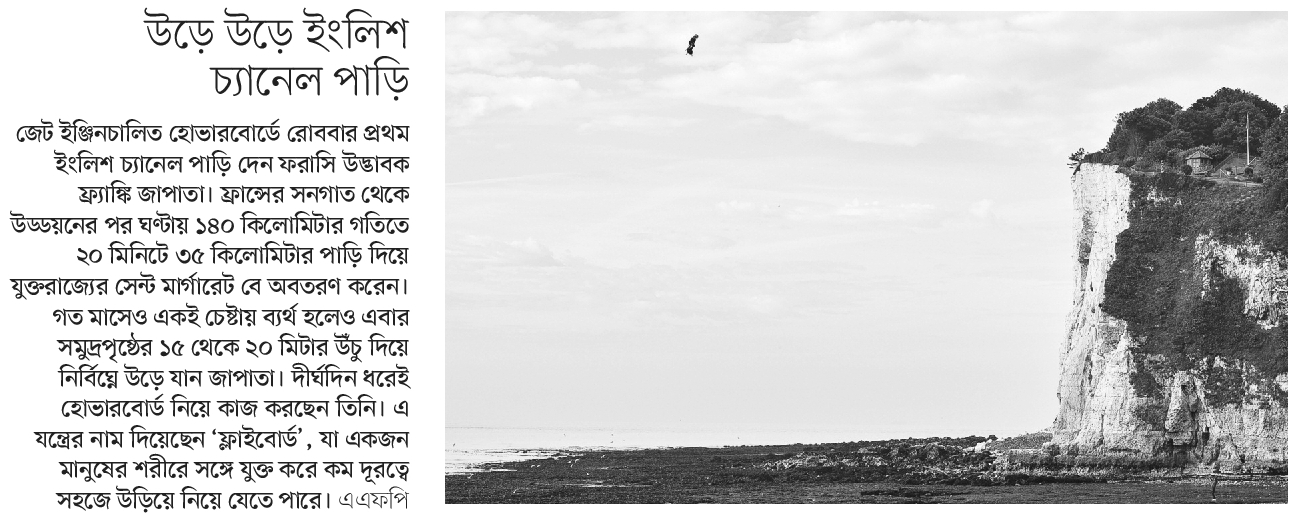 উড়ে উড়ে ইংলিশ
চ্যানেল পাড়ি
জেট ইঞ্জিনচালিত হোভারবোর্ডে রোববার প্রথম
ইংলিশ চ্যানেল পাড়ি দেন ফরাসি উদ্ভাবক
ফ্র্যাঙ্কি জাপাতা। ফ্রান্সের সনগাত থেকে
উড্ডয়নের পর ঘণ্টায় ১৪০ কিলোমিটার গতিতে
২০ মিনিটে ৩৫ কিলোমিটার পাড়ি দিয়ে
যুক্তরাজ্যের সেন্ট মার্গারেট বে অবতরণ করেন।
গত মাসেও একই চেষ্টায় ব্যর্থ হলেও এবার
সমুদ্রপৃষ্ঠের ১৫ থেকে ২০ মিটার উঁচু দিয়ে
নির্বিঘ্নে উড়ে যান জাপাতা। দীর্ঘদিন ধরেই
হোভারবোর্ড নিয়ে কাজ করছেন তিনি। এ
যন্ত্রের নাম দিয়েছেন ‘ফ্লাইবোর্ড’, যা একজন
মানুষের শরীরে সঙ্গে যুক্ত করে কম দূরত্বে
সহজে উড়িয়ে নিয়ে যেতে পারে। এএফপি